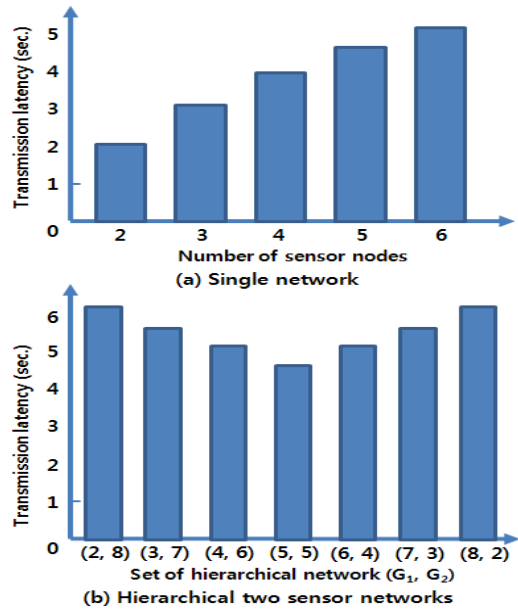 Transmission latency (sec.)
5
4
3
2
1
0
2 3 4 5 6
Number of sensor nodes
(a) Single network
Transmission latency (sec.)
6
5
4
3
2
1
0
(2, 8) (3, 7) (4, 6) (5, 5) (6, 4) (7, 3) (8, 2)
Set of hierarchical network (G₁, G₂)
(b) Hierarchical two sensor networks